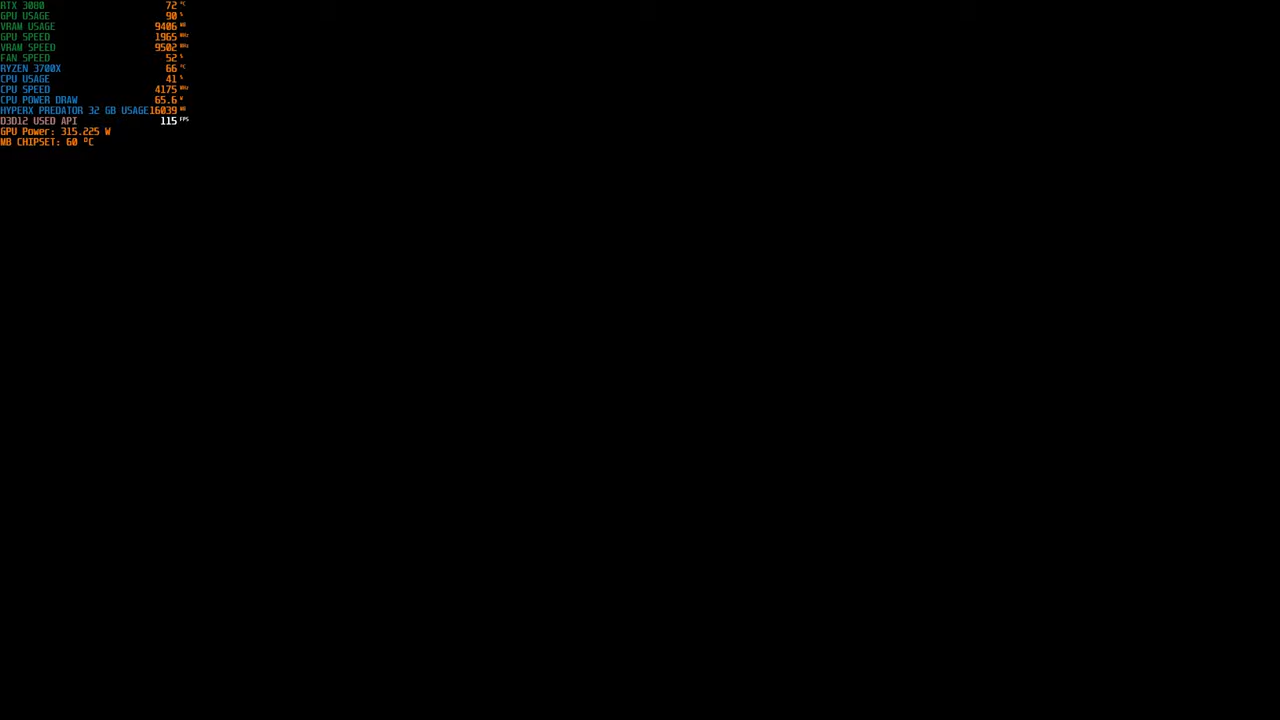 RTX 3080 72 °C
GPU USAGE 90 %
VRAM USAGE 9406 MB
GPU SPEED 1965 MHz
VRAM SPEED 9502 MHz
FAN SPEED 52 %
RYZEN 3700X 66 °C
CPU USAGE 41 %
CPU SPEED 4175 MHz
CPU POWER DRAW 65.6 W
HYPERX PREDATOR 32 GB USAGE 16039 MB
D3D12 USED API 115 FPS
GPU Power: 315.225 W
MB CHIPSET: 60 ºC